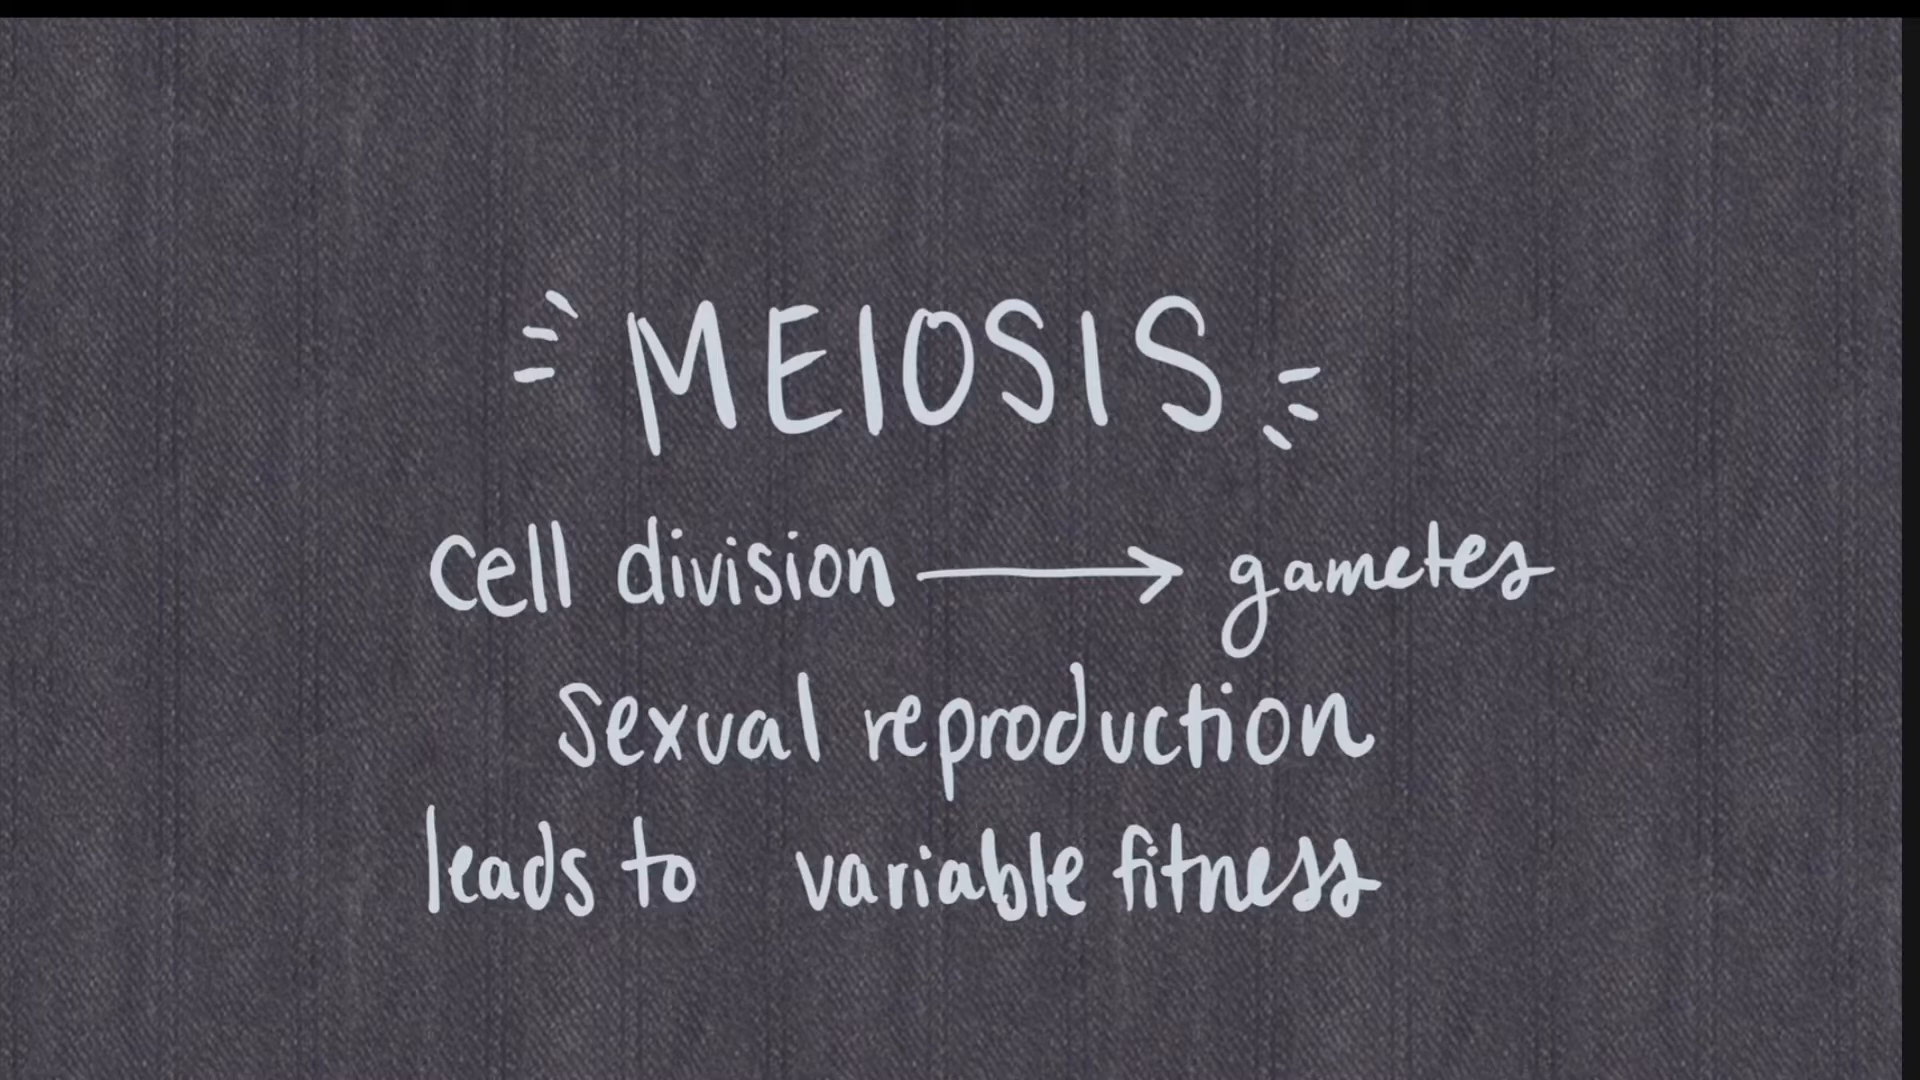 MEIOSIS
cell division → gametes
sexual reproduction
leads to variable fitness